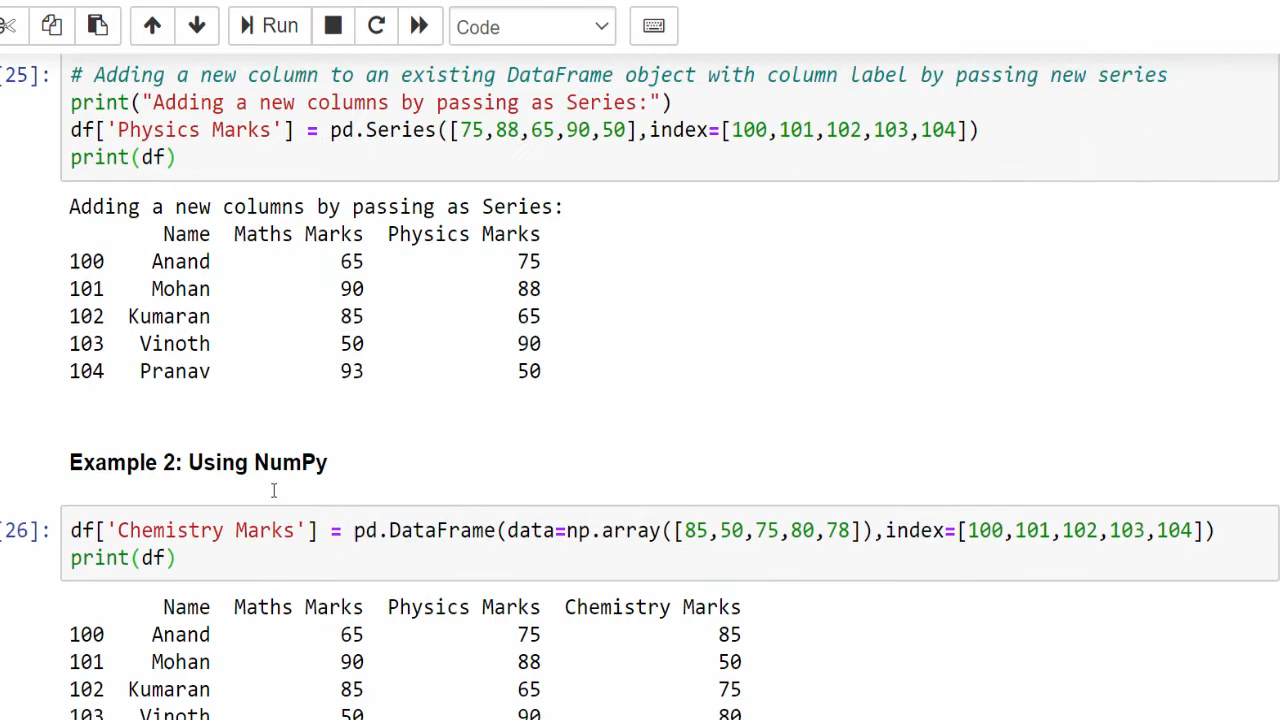 Run
Code
[25]:
# Adding a new column to an existing DataFrame object with column label by passing new series
print("Adding a new columns by passing as Series:")
df['Physics Marks'] = pd.Series([75,88,65,90,50],index=[100,101,102,103,104])
print(df)
Adding a new columns by passing as Series:
Name Maths Marks Physics Marks
100 Anand 65 75
101 Mohan 90 88
102 Kumaran 85 65
103 Vinoth 50 90
104 Pranav 93 50
Example 2: Using NumPy
[26]:
df['Chemistry Marks'] = pd.DataFrame(data=np.array([85,50,75,80,78]),index=[100,101,102,103,104])
print(df)
Name Maths Marks Physics Marks Chemistry Marks
100 Anand 65 75 85
101 Mohan 90 88 50
102 Kumaran 85 65 75
103 Vinoth 50 90 80